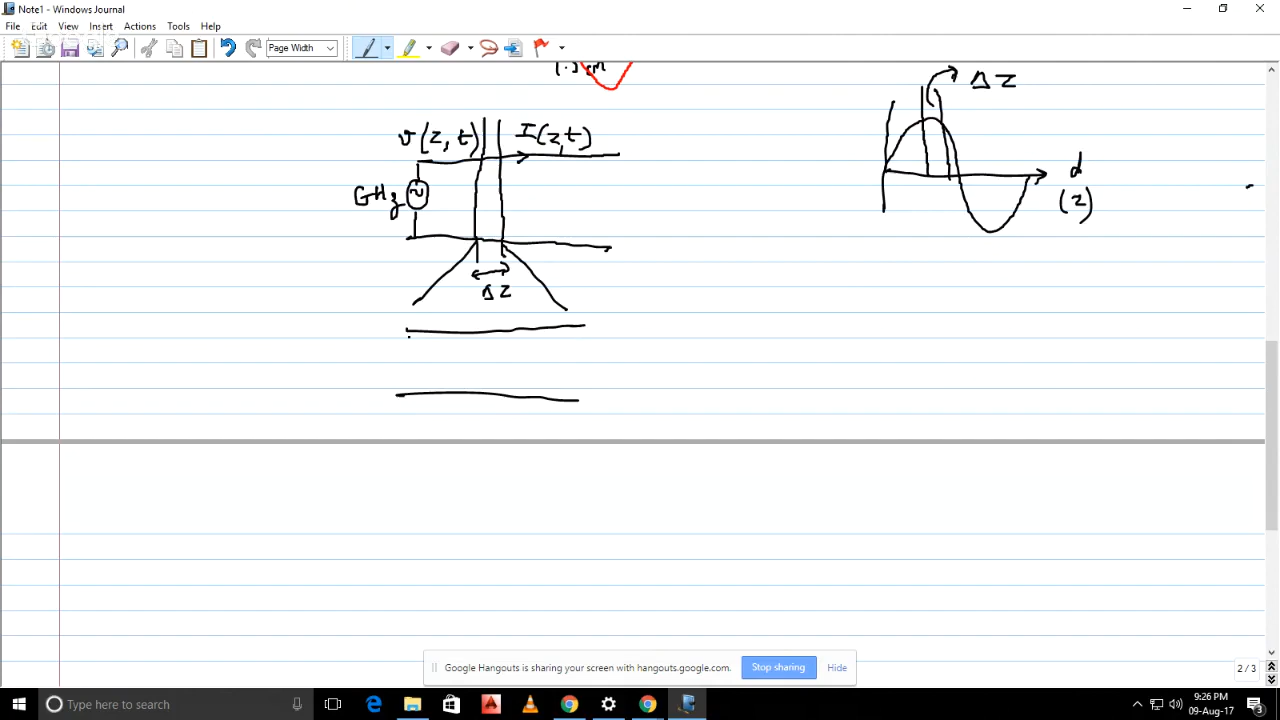 Note1 - Windows Journal
File Edit View Insert Actions Tools Help
Page Width
(.) cm
ΔZ
v(z,t) I(z,t)
GHz
d
(z)
ΔZ
Google Hangouts is sharing your screen with hangouts.google.com. Stop sharing Hide
2 / 3
Type here to search
9:26 PM
09-Aug-17